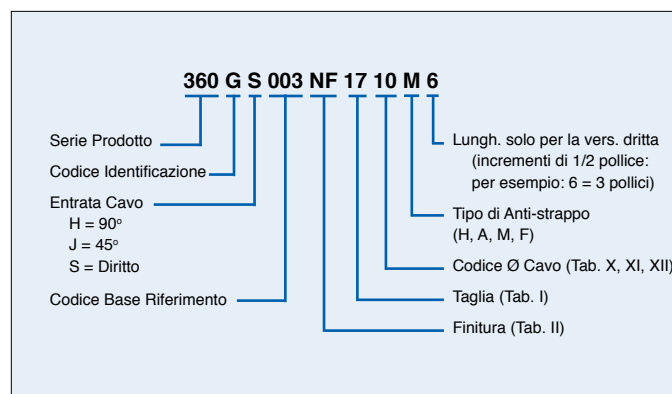 360 G S 003 NF 17 10 M 6
Serie Prodotto
Codice Identificazione
Entrata Cavo
H = 90º
J = 45º
S = Diritto
Codice Base Riferimento
Lungh. solo per la vers. dritta
(incrementi di 1/2 pollice:
per esempio: 6 = 3 pollici)
Tipo di Anti-strappo
(H, A, M, F)
Codice Ø Cavo (Tab. X, XI, XII)
Taglia (Tab. I)
Finitura (Tab. II)